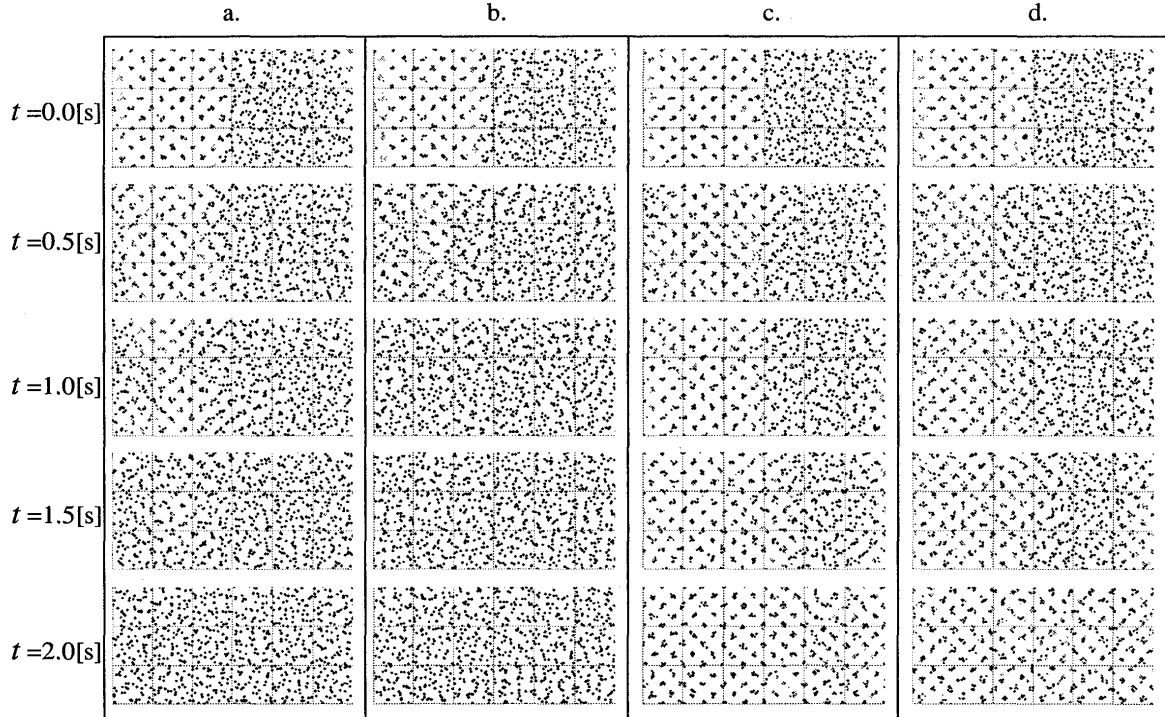 a. b. c. d.
t =0.0[s]
t =0.5[s]
t =1.0[s]
t =1.5[s]
t =2.0[s]